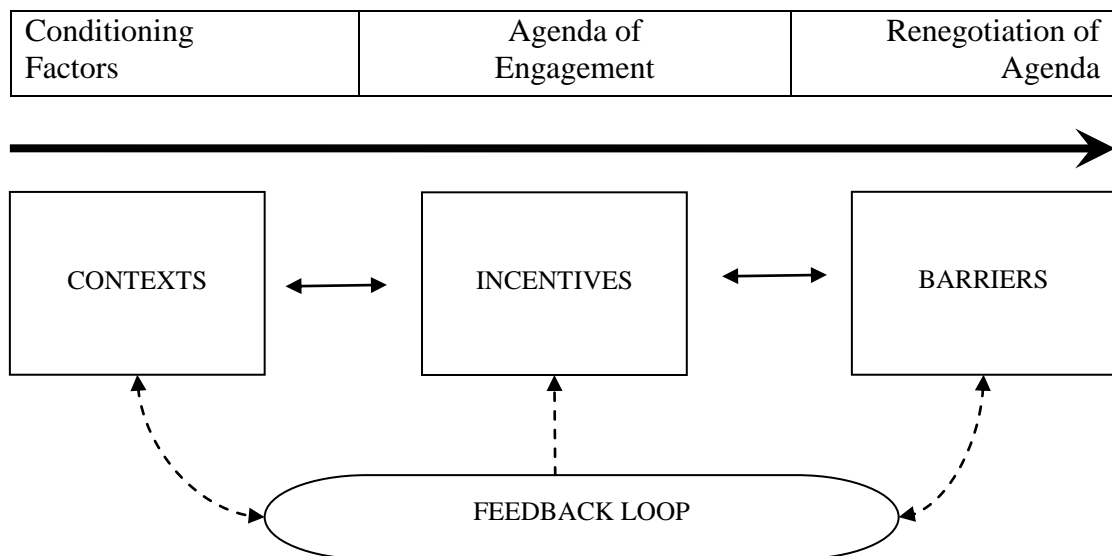 Conditioning
Factors
Agenda of
Engagement
Renegotiation of
Agenda
CONTEXTS
INCENTIVES
BARRIERS
FEEDBACK LOOP